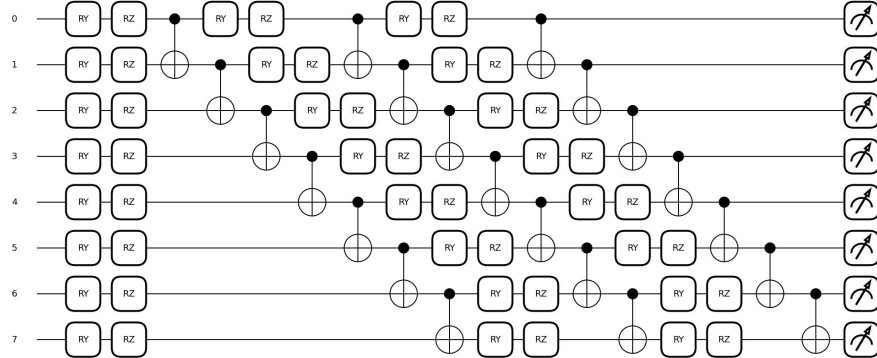 0 RY RZ RY RZ RY RZ
1 RY RZ RY RZ RY RZ
2 RY RZ RY RZ RY RZ
3 RY RZ RY RZ RY RZ
4 RY RZ RY RZ RY RZ
5 RY RZ RY RZ RY RZ
6 RY RZ RY RZ RY RZ
7 RY RZ RY RZ RY RZ